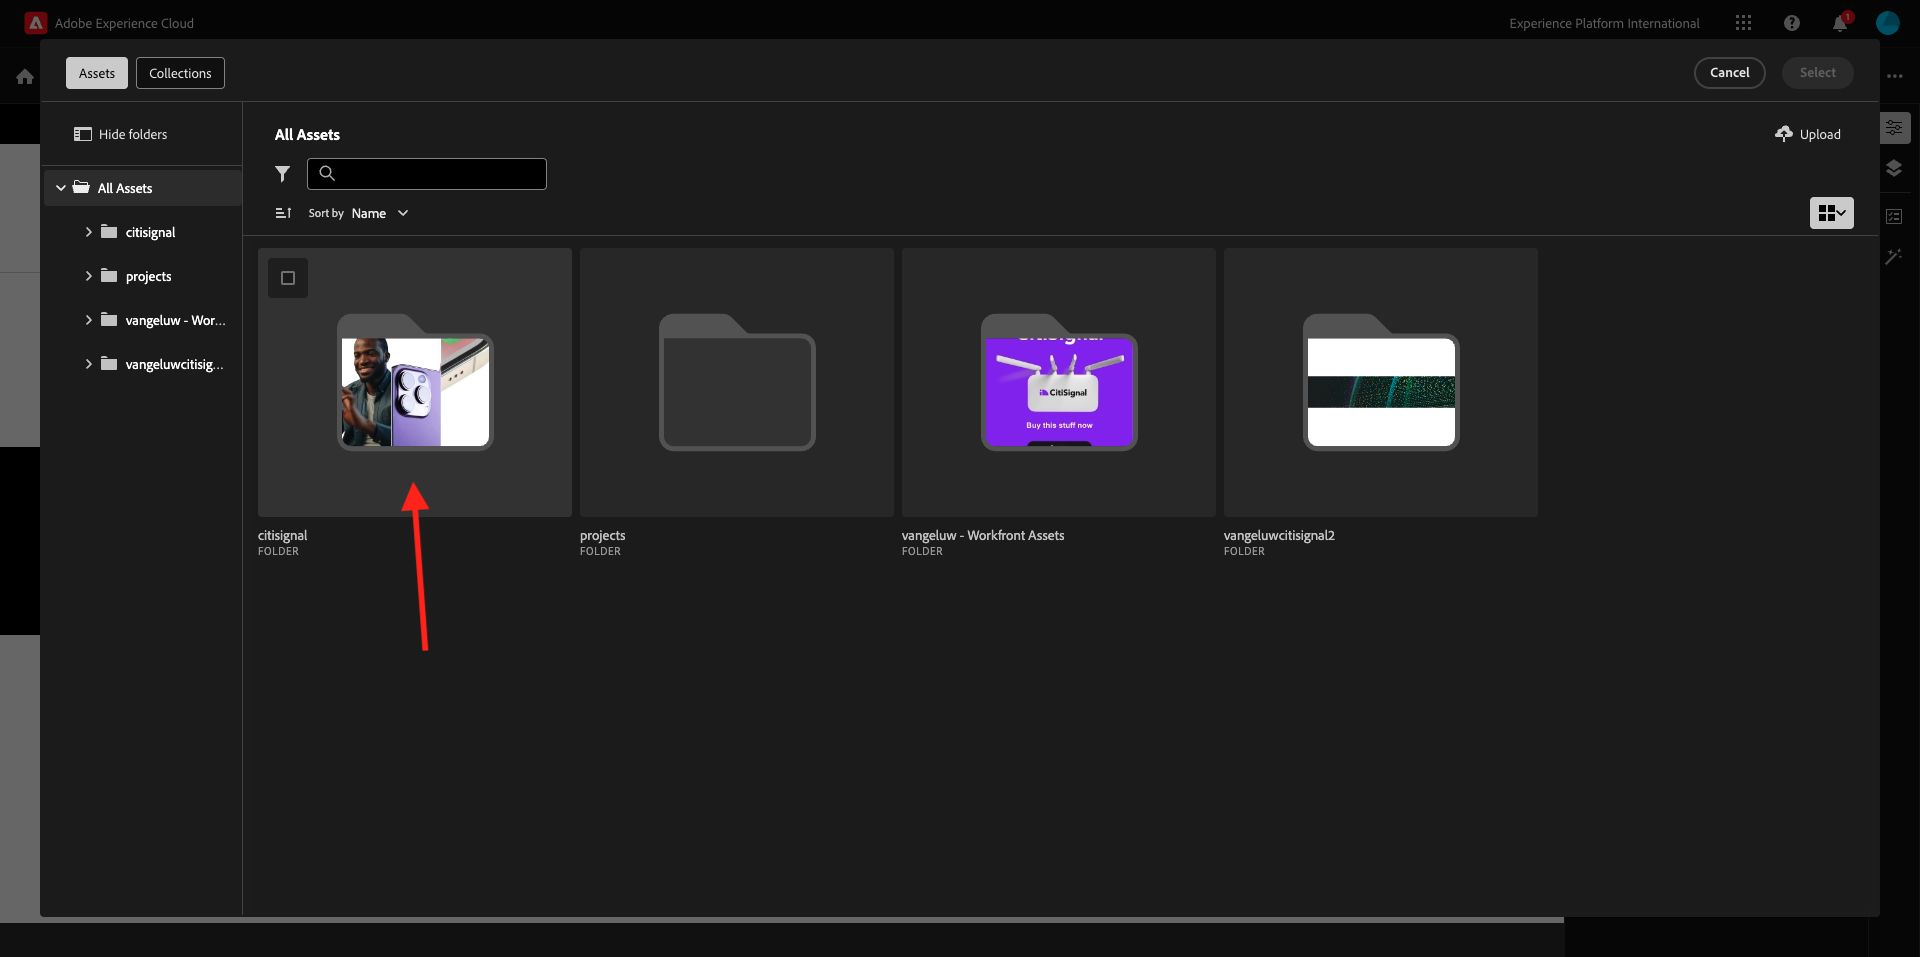 Adobe Experience Cloud
Experience Platform International
1
Assets
Collections
Cancel
Select
Hide folders
All Assets
Upload
All Assets
Sort by Name
citisignal
projects
vangeluw - Wor...
vangeluwcitisig...
CitiSignal
Buy this stuff now
citisignal
FOLDER
projects
FOLDER
vangeluw - Workfront Assets
FOLDER
vangeluwcitisignal2
FOLDER